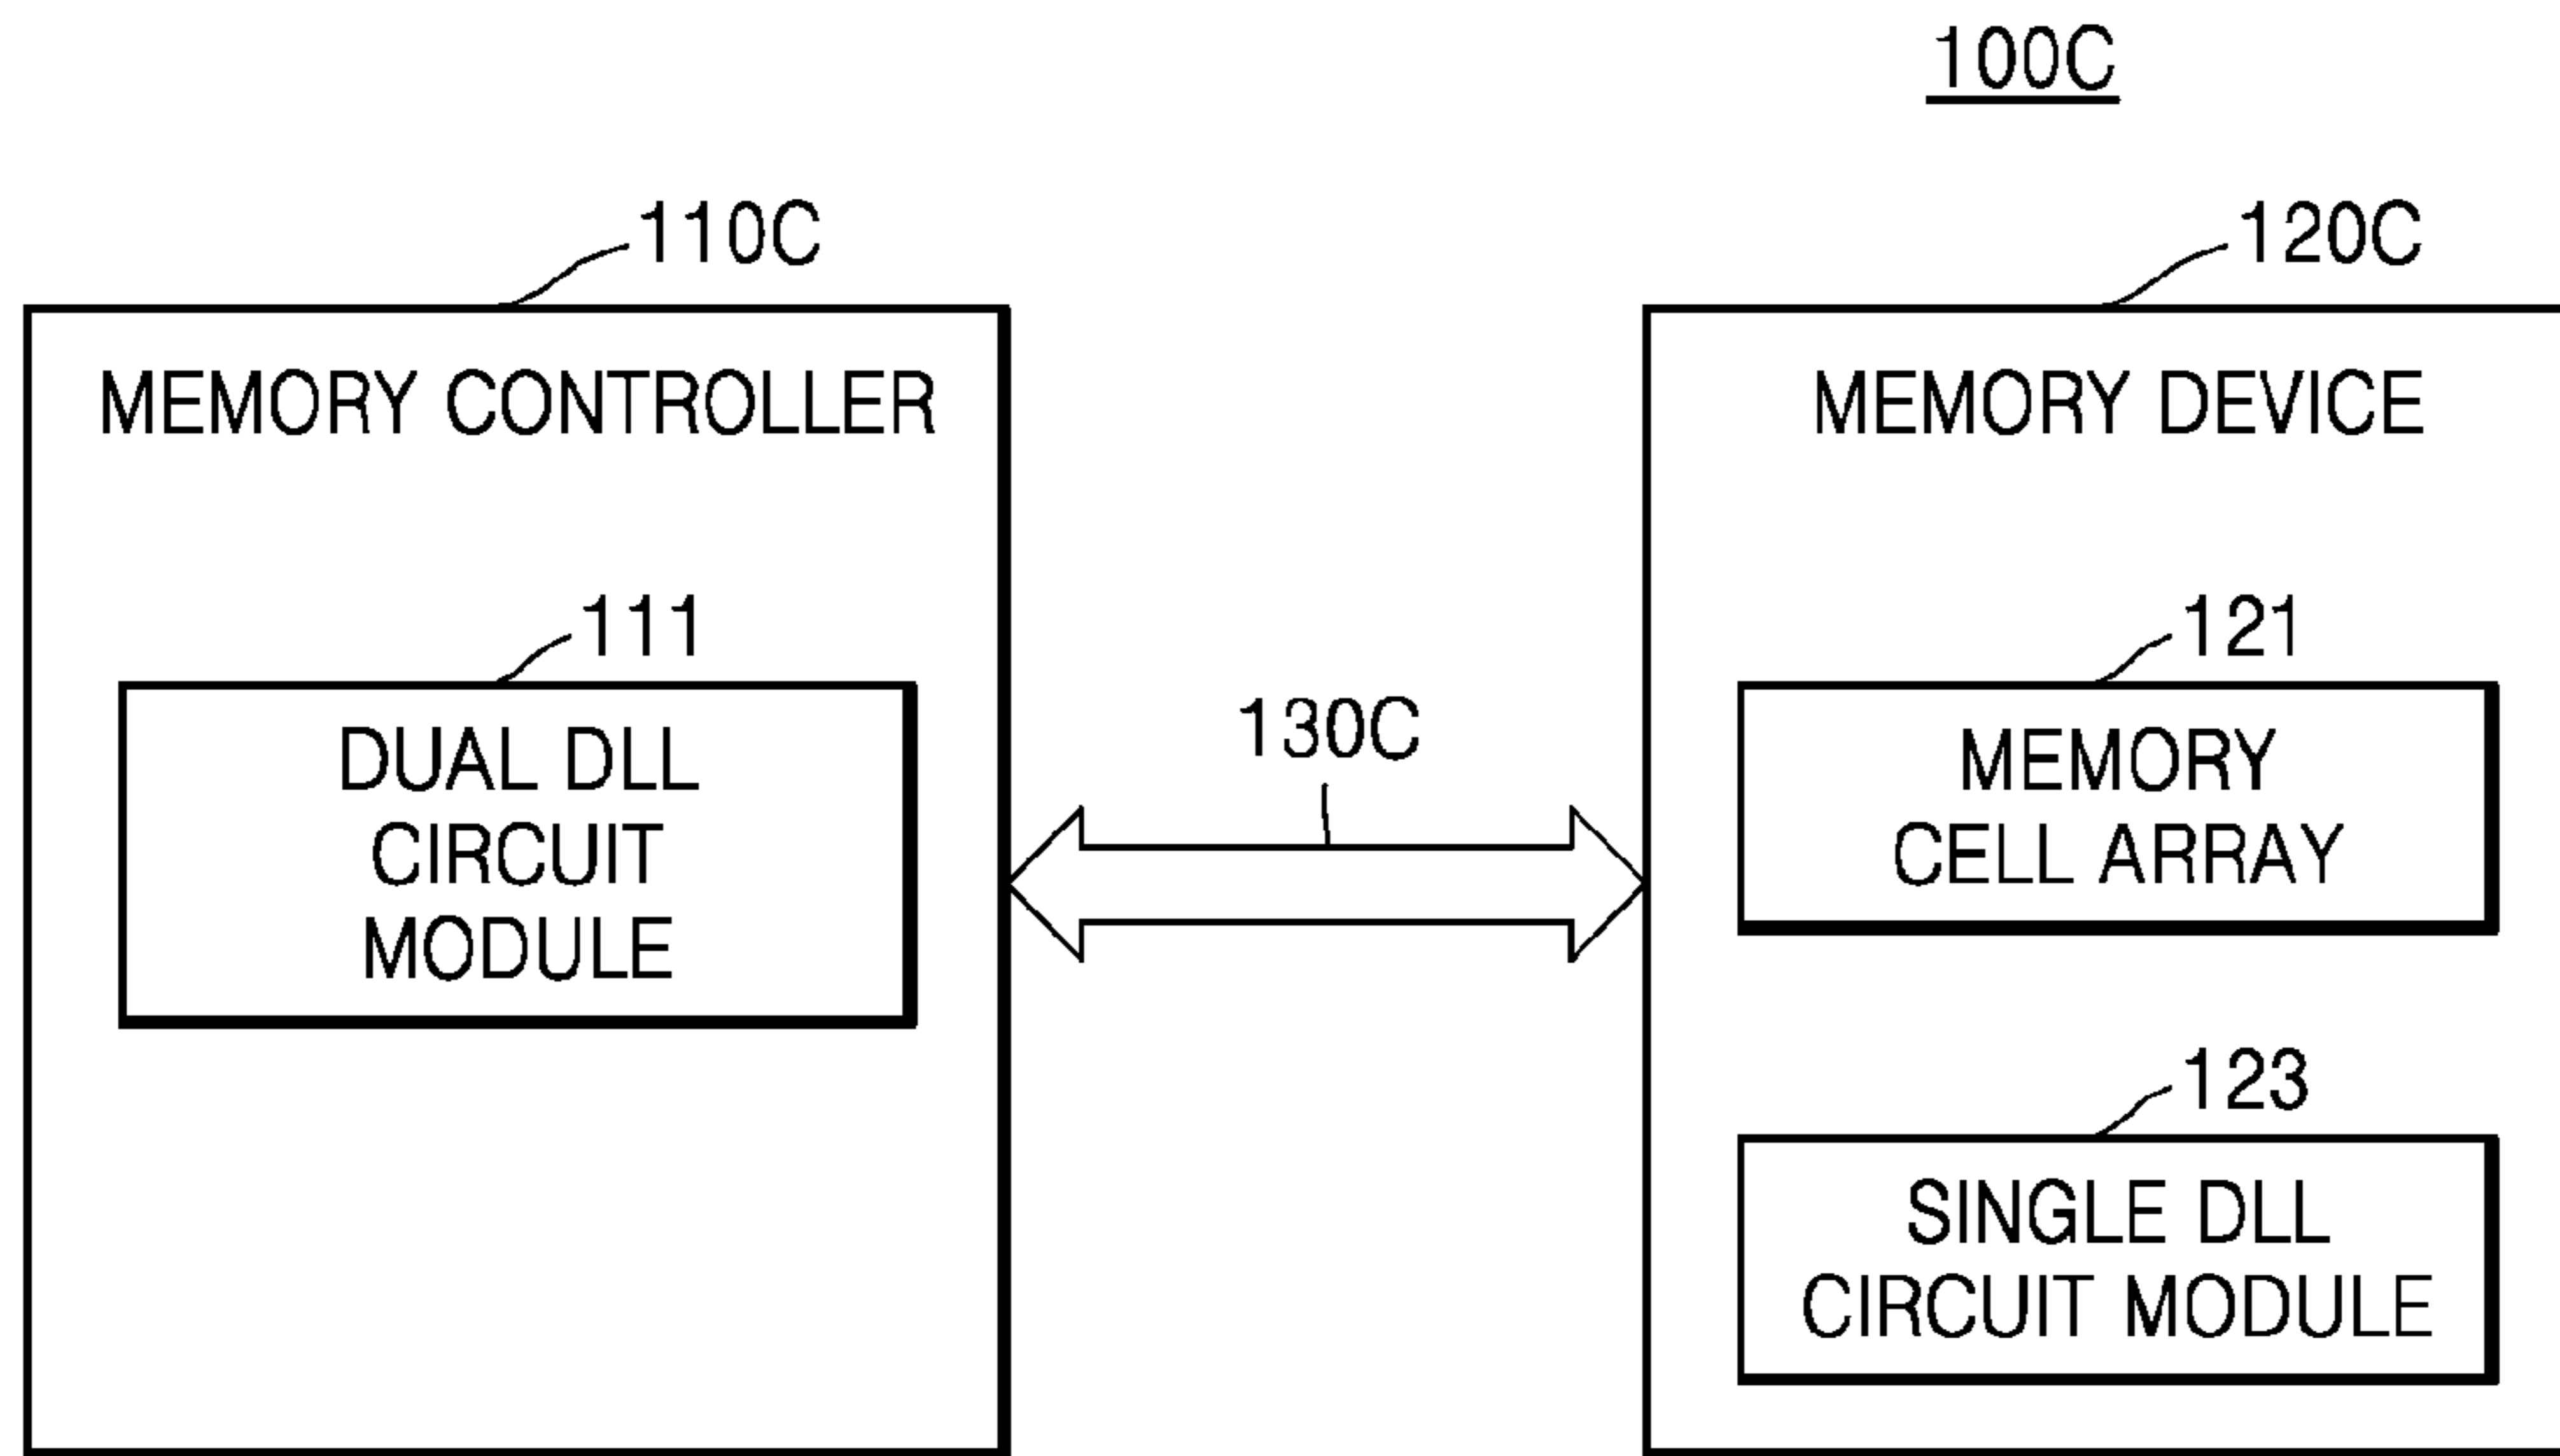 100C
110C
120C
MEMORY CONTROLLER
MEMORY DEVICE
111
121
DUAL DLL
CIRCUIT
MODULE
130C
MEMORY
CELL ARRAY
123
SINGLE DLL
CIRCUIT MODULE